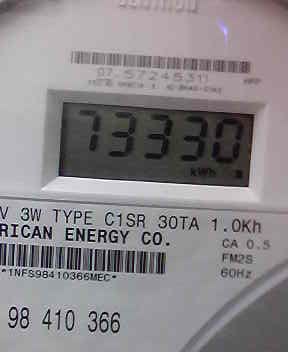 07 57245311
73330
kWh
V 3W TYPE C1SR 30TA 1.0Kh
RICAN ENERGY CO.
CA 0.5
FM2S
*1NFS98410366MEC*
60Hz
98 410 366